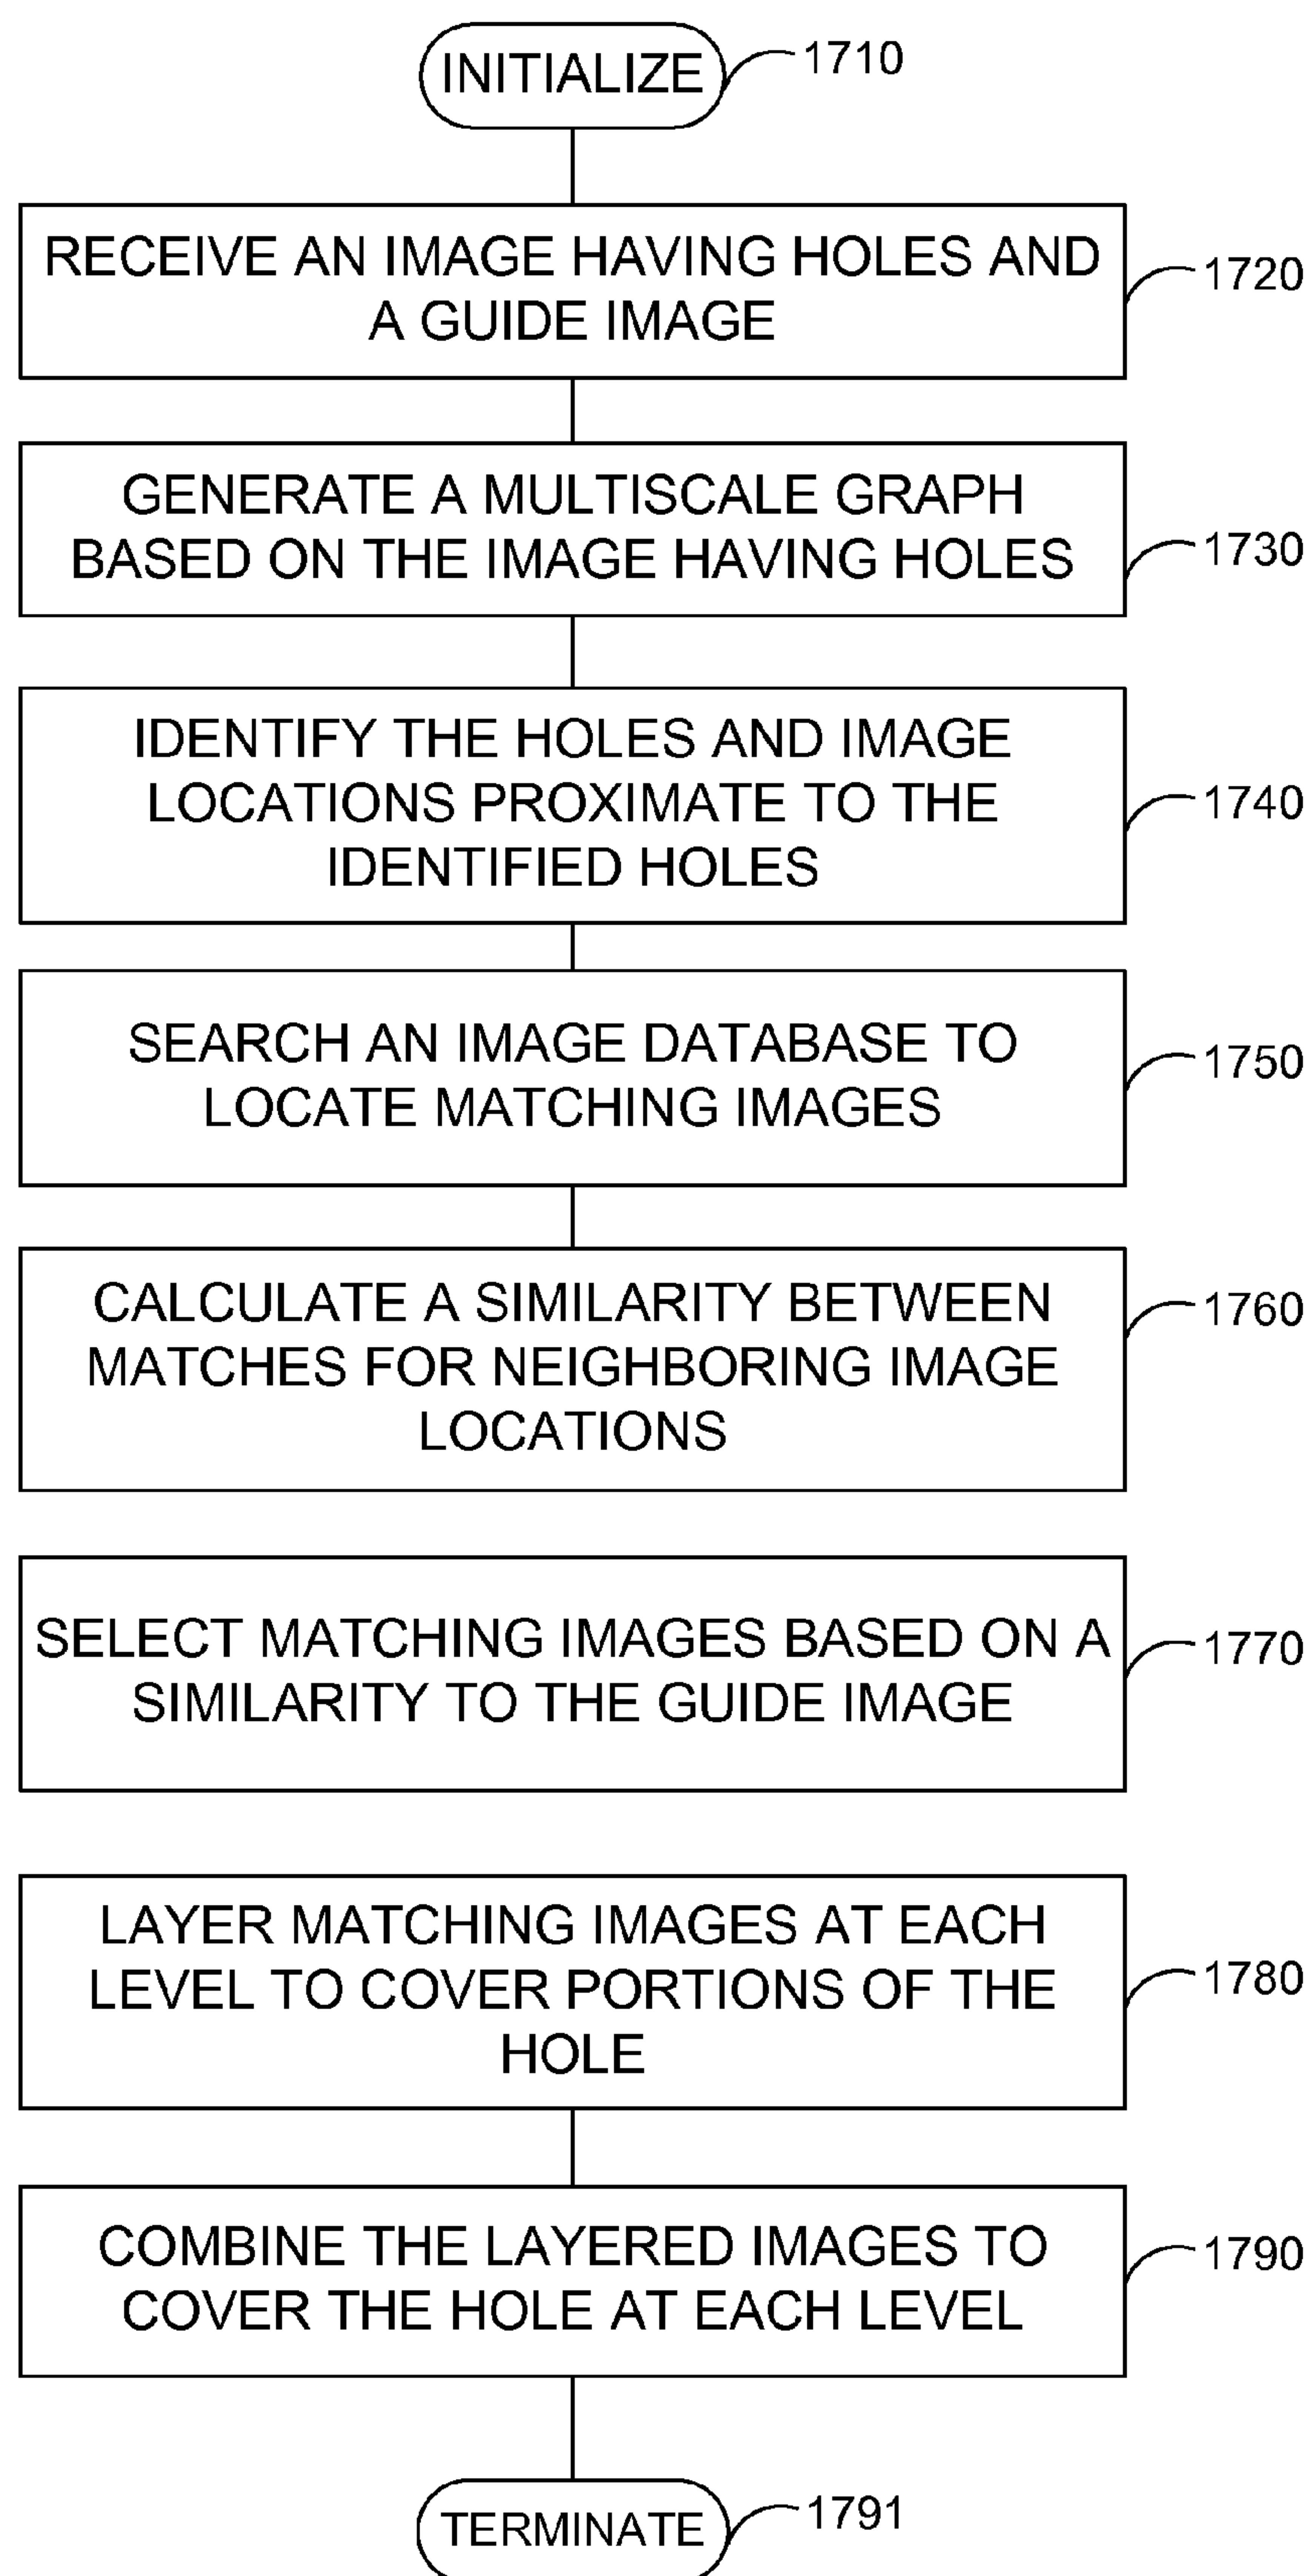 INITIALIZE
1710
RECEIVE AN IMAGE HAVING HOLES AND
A GUIDE IMAGE
1720
GENERATE A MULTISCALE GRAPH
BASED ON THE IMAGE HAVING HOLES
1730
IDENTIFY THE HOLES AND IMAGE
LOCATIONS PROXIMATE TO THE
IDENTIFIED HOLES
1740
SEARCH AN IMAGE DATABASE TO
LOCATE MATCHING IMAGES
1750
CALCULATE A SIMILARITY BETWEEN
MATCHES FOR NEIGHBORING IMAGE
LOCATIONS
1760
SELECT MATCHING IMAGES BASED ON A
SIMILARITY TO THE GUIDE IMAGE
1770
LAYER MATCHING IMAGES AT EACH
LEVEL TO COVER PORTIONS OF THE
HOLE
1780
COMBINE THE LAYERED IMAGES TO
COVER THE HOLE AT EACH LEVEL
1790
TERMINATE
1791